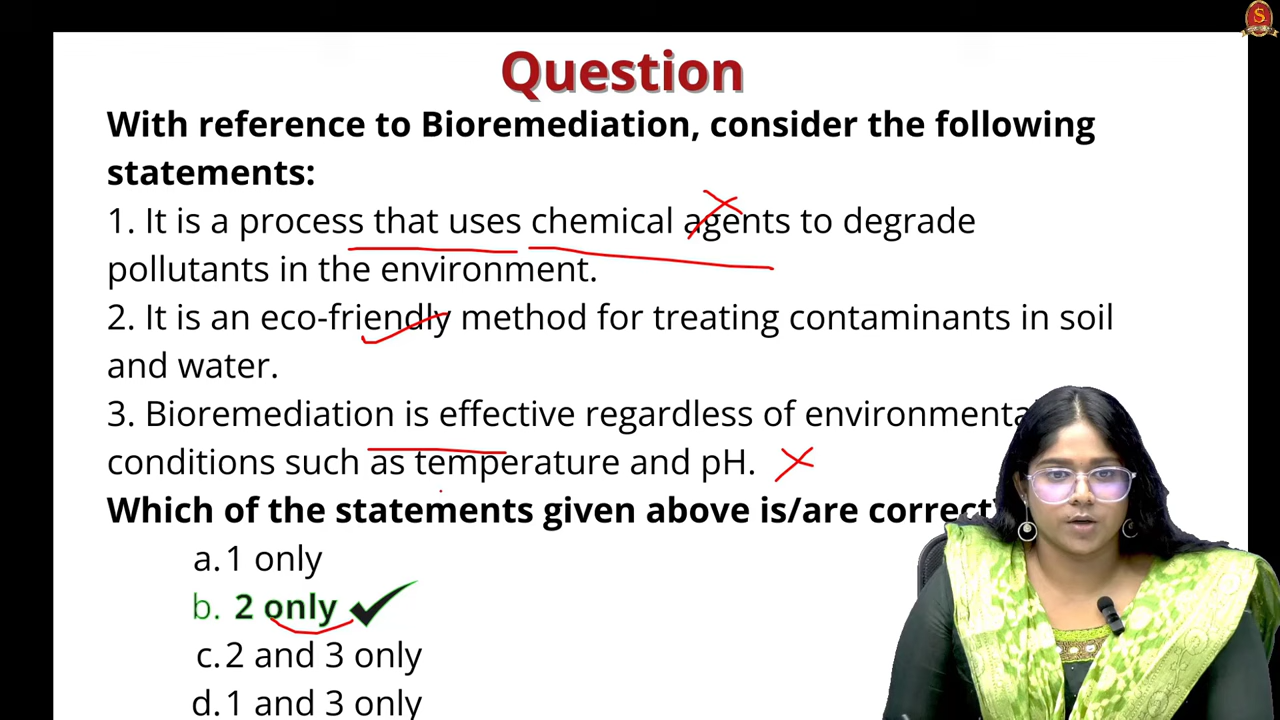 Question
With reference to Bioremediation, consider the following
statements:
1. It is a process that uses chemical agents to degrade
pollutants in the environment.
2. It is an eco-friendly method for treating contaminants in soil
and water.
3. Bioremediation is effective regardless of environmenta
conditions such as temperature and pH.
Which of the statements given above is/are correct
a. 1 only
b. 2 only
c. 2 and 3 only
d. 1 and 3 only